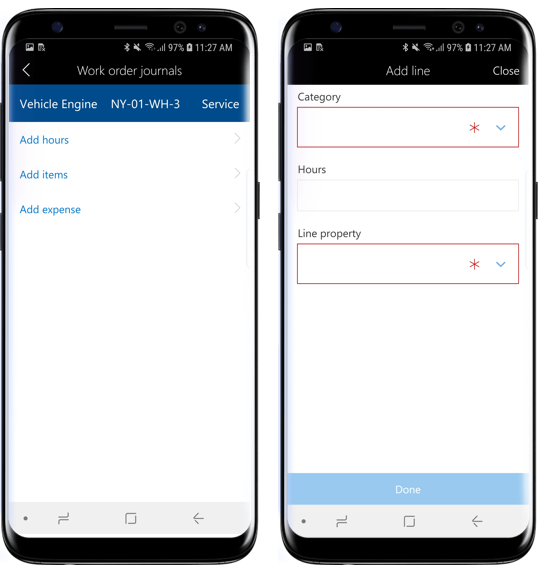 97% 11:27 AM
Work order journals
Vehicle Engine NY-01-WH-3 Service
Add hours
Add items
Add expense
97% 11:27 AM
Add line Close
Category
*
Hours
Line property
*
Done